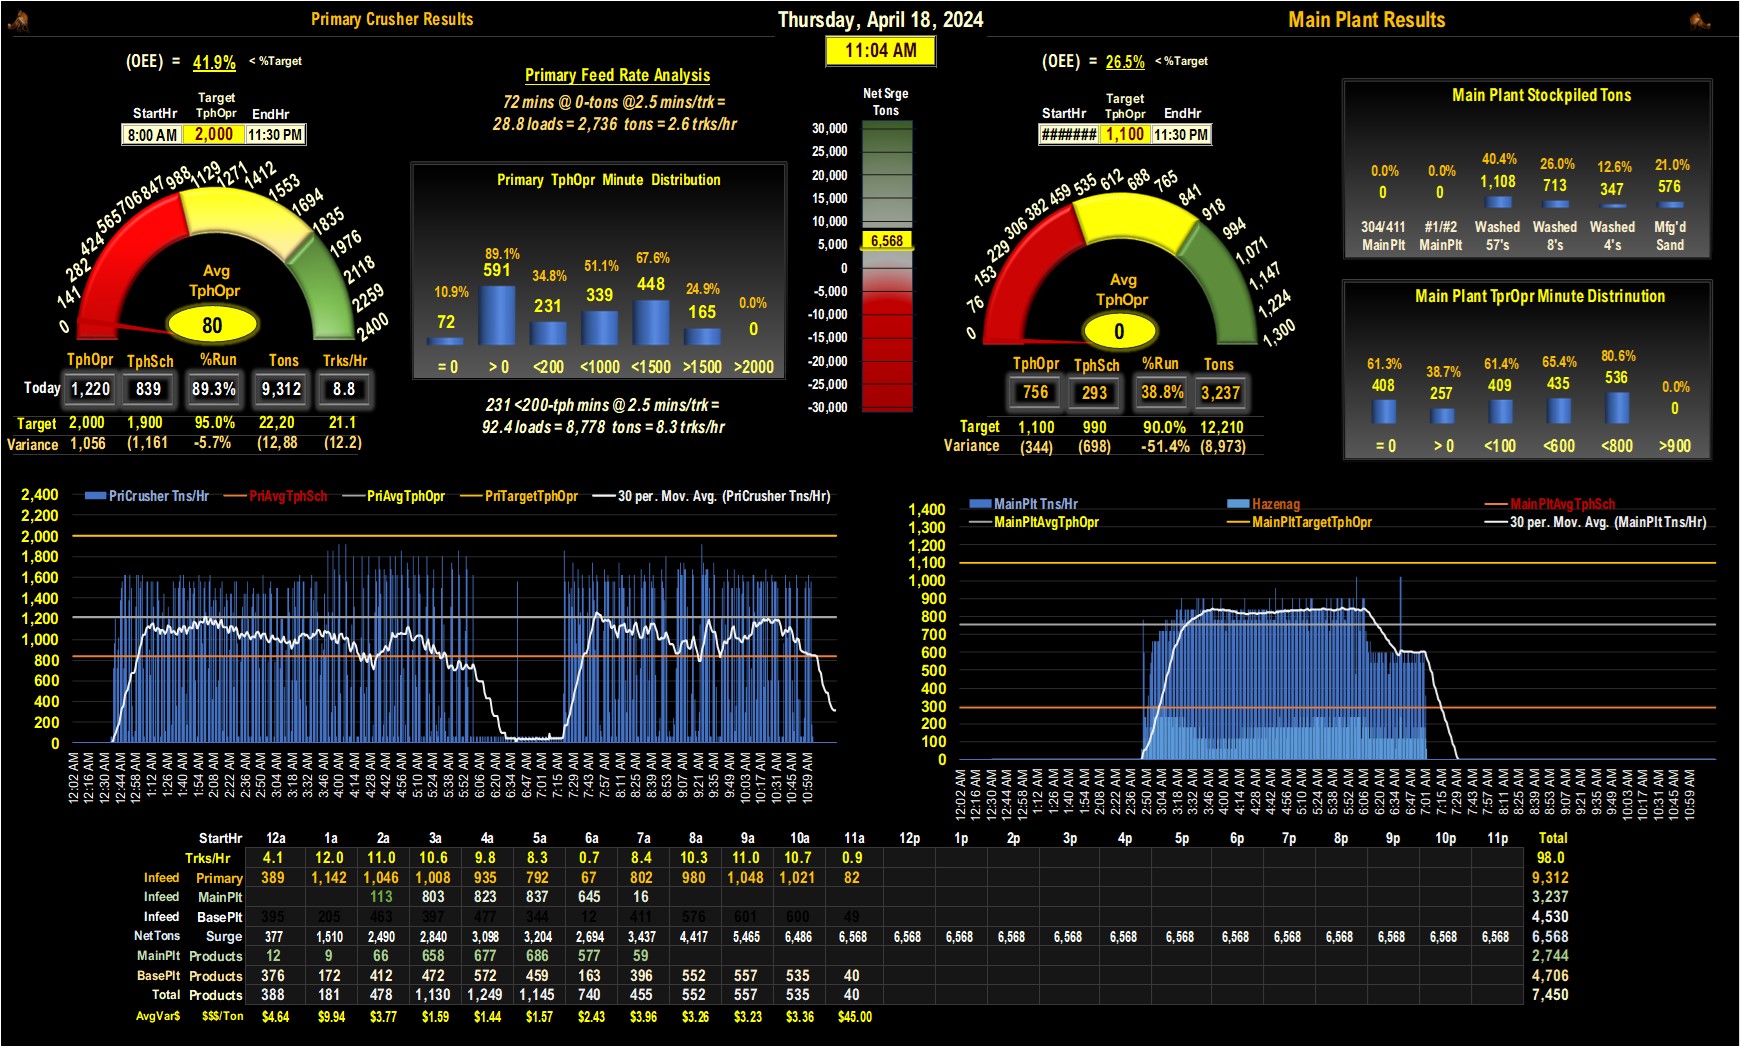 Primary Crusher Results
Thursday, April 18, 2024
Main Plant Results
11:04 AM
(OEE) = 41.9% < %Target
Target
StartHr TphOpr EndHr
8:00 AM 2,000 11:30 PM
0 141 282 424 565 706 847 988 1129 1271 1412 1553 1694 1835 1976 2118 2259 2400
Avg
TphOpr
80
TphOpr TphSch %Run Tons Trks/Hr
Today 1,220 839 89.3% 9,312 8.8
Target 2,000 1,900 95.0% 22,20 21.1
Variance 1,056 (1,161 -5.7% (12,88 (12.2)
Primary Feed Rate Analysis
72 mins @ 0-tons @2.5 mins/trk =
28.8 loads = 2,736 tons = 2.6 trks/hr
Primary TphOpr Minute Distribution
10.9% 89.1% 34.8% 51.1% 67.6% 24.9% 0.0%
72 591 231 339 448 165 0
= 0 > 0 <200 <1000 <1500 >1500 >2000
231 <200-tph mins @ 2.5 mins/trk =
92.4 loads = 8,778 tons = 8.3 trks/hr
Net Srge
Tons
30,000
25,000
20,000
15,000
10,000
5,000
0
-5,000
-10,000
-15,000
-20,000
-25,000
-30,000
6,568
(OEE) = 26.5% < %Target
Target
StartHr TphOpr EndHr
####### 1,100 11:30 PM
0 76 153 229 306 382 459 535 612 688 765 841 918 994 1,071 1,147 1,224 1,300
Avg
TphOpr
0
TphOpr TphSch %Run Tons
756 293 38.8% 3,237
Target 1,100 990 90.0% 12,210
Variance (344) (698) -51.4% (8,973)
Main Plant Stockpiled Tons
0.0% 0.0% 40.4% 26.0% 12.6% 21.0%
0 0 1,108 713 347 576
304/411 #1/#2 Washed Washed Washed Mfg'd
MainPlt MainPlt 57's 8's 4's Sand
Main Plant TprOpr Minute Distrinution
61.3% 38.7% 61.4% 65.4% 80.6% 0.0%
408 257 409 435 536 0
= 0 > 0 <100 <600 <800 >900
PriCrusher Tns/Hr PriAvgTphSch PriAvgTphOpr PriTargetTphOpr 30 per. Mov. Avg. (PriCrusher Tns/Hr)
2,400
2,200
2,000
1,800
1,600
1,400
1,200
1,000
800
600
400
200
0
12:02 AM 12:16 AM 12:30 AM 12:44 AM 12:58 AM 1:12 AM 1:26 AM 1:40 AM 1:54 AM 2:08 AM 2:22 AM 2:36 AM 2:50 AM 3:04 AM 3:18 AM 3:32 AM 3:46 AM 4:00 AM 4:14 AM 4:28 AM 4:42 AM 4:56 AM 5:10 AM 5:24 AM 5:38 AM 5:52 AM 6:06 AM 6:20 AM 6:34 AM 6:47 AM 7:01 AM 7:15 AM 7:29 AM 7:43 AM 7:57 AM 8:11 AM 8:25 AM 8:39 AM 8:53 AM 9:07 AM 9:21 AM 9:35 AM 9:49 AM 10:03 AM 10:17 AM 10:31 AM 10:45 AM 10:59 AM
MainPlt Tns/Hr Hazenag MainPltAvgTphSch
MainPltAvgTphOpr MainPltTargetTphOpr 30 per. Mov. Avg. (MainPlt Tns/Hr)
1,400
1,300
1,200
1,100
1,000
900
800
700
600
500
400
300
200
100
0
12:02 AM 12:16 AM 12:30 AM 12:44 AM 12:58 AM 1:12 AM 1:26 AM 1:40 AM 1:54 AM 2:08 AM 2:22 AM 2:36 AM 2:50 AM 3:04 AM 3:18 AM 3:32 AM 3:46 AM 4:00 AM 4:14 AM 4:28 AM 4:42 AM 4:56 AM 5:10 AM 5:24 AM 5:38 AM 5:52 AM 6:06 AM 6:20 AM 6:34 AM 6:47 AM 7:01 AM 7:15 AM 7:29 AM 7:43 AM 7:57 AM 8:11 AM 8:25 AM 8:39 AM 8:53 AM 9:07 AM 9:21 AM 9:35 AM 9:49 AM 10:03 AM 10:17 AM 10:31 AM 10:45 AM 10:59 AM
StartHr 12a 1a 2a 3a 4a 5a 6a 7a 8a 9a 10a 11a 12p 1p 2p 3p 4p 5p 6p 7p 8p 9p 10p 11p Total
Trks/Hr 4.1 12.0 11.0 10.6 9.8 8.3 0.7 8.4 10.3 11.0 10.7 0.9 98.0
Infeed Primary 389 1,142 1,046 1,008 935 792 67 802 980 1,048 1,021 82 9,312
Infeed MainPlt 113 803 823 837 645 16 3,237
Infeed BasePlt 395 205 463 397 477 344 12 411 576 601 600 49 4,530
NetTons Surge 377 1,510 2,490 2,840 3,098 3,204 2,694 3,437 4,417 5,465 6,486 6,568 6,568 6,568 6,568 6,568 6,568 6,568 6,568 6,568 6,568 6,568 6,568 6,568 6,568
MainPlt Products 12 9 66 658 677 686 577 59 2,744
BasePlt Products 376 172 412 472 572 459 163 396 552 557 535 40 4,706
Total Products 388 181 478 1,130 1,249 1,145 740 455 552 557 535 40 7,450
AvgVar$ $$$/Ton $4.64 $9.94 $3.77 $1.59 $1.44 $1.57 $2.43 $3.96 $3.26 $3.23 $3.36 $45.00